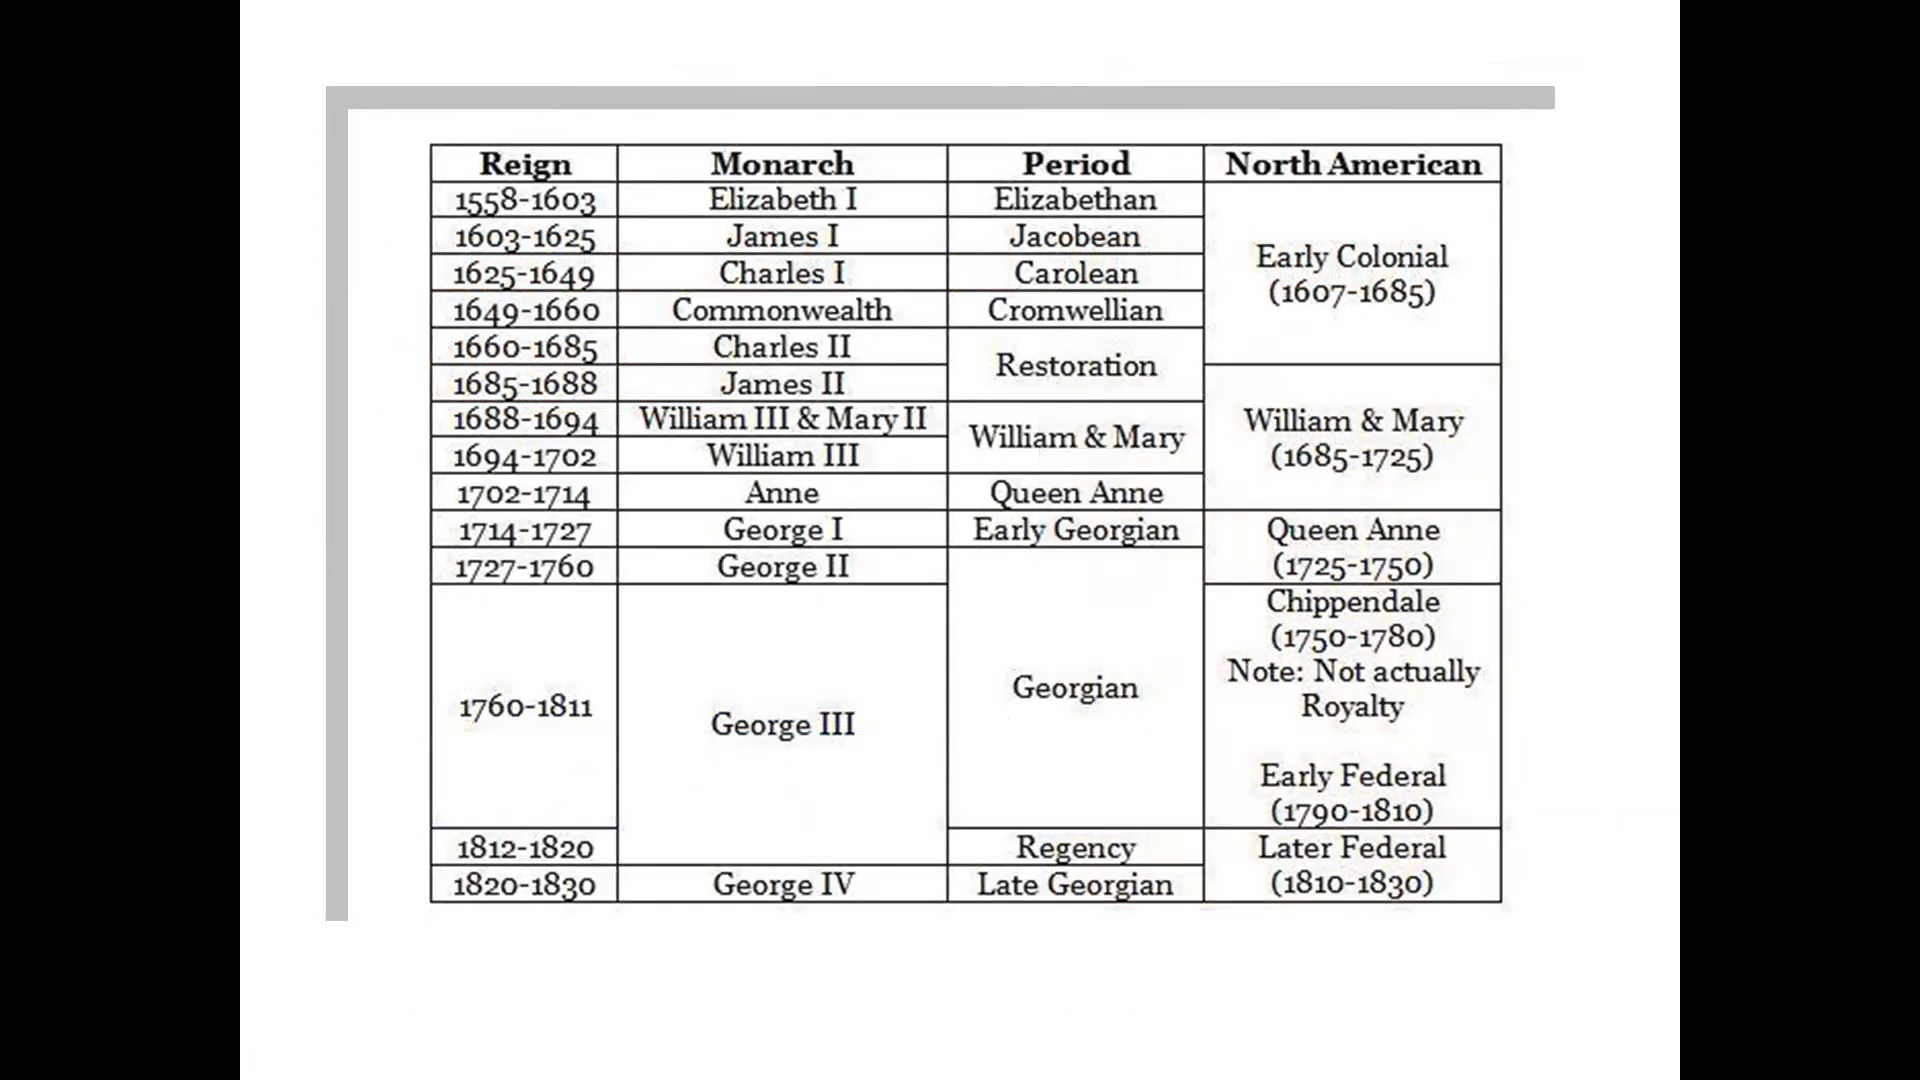 Reign Monarch Period North American
1558-1603 Elizabeth I Elizabethan
1603-1625 James I Jacobean
Early Colonial
(1607-1685)
1625-1649 Charles I Carolean
1649-1660 Commonwealth Cromwellian
1660-1685 Charles II
Restoration
1685-1688 James II
1688-1694 William III & Mary II
William & Mary
William & Mary
(1685-1725)
1694-1702 William III
1702-1714 Anne Queen Anne
1714-1727 George I Early Georgian
Queen Anne
(1725-1750)
1727-1760 George II
Georgian
1760-1811 George III
Chippendale
(1750-1780)
Note: Not actually
Royalty
Early Federal
(1790-1810)
1812-1820 Regency
Later Federal
(1810-1830)
1820-1830 George IV Late Georgian